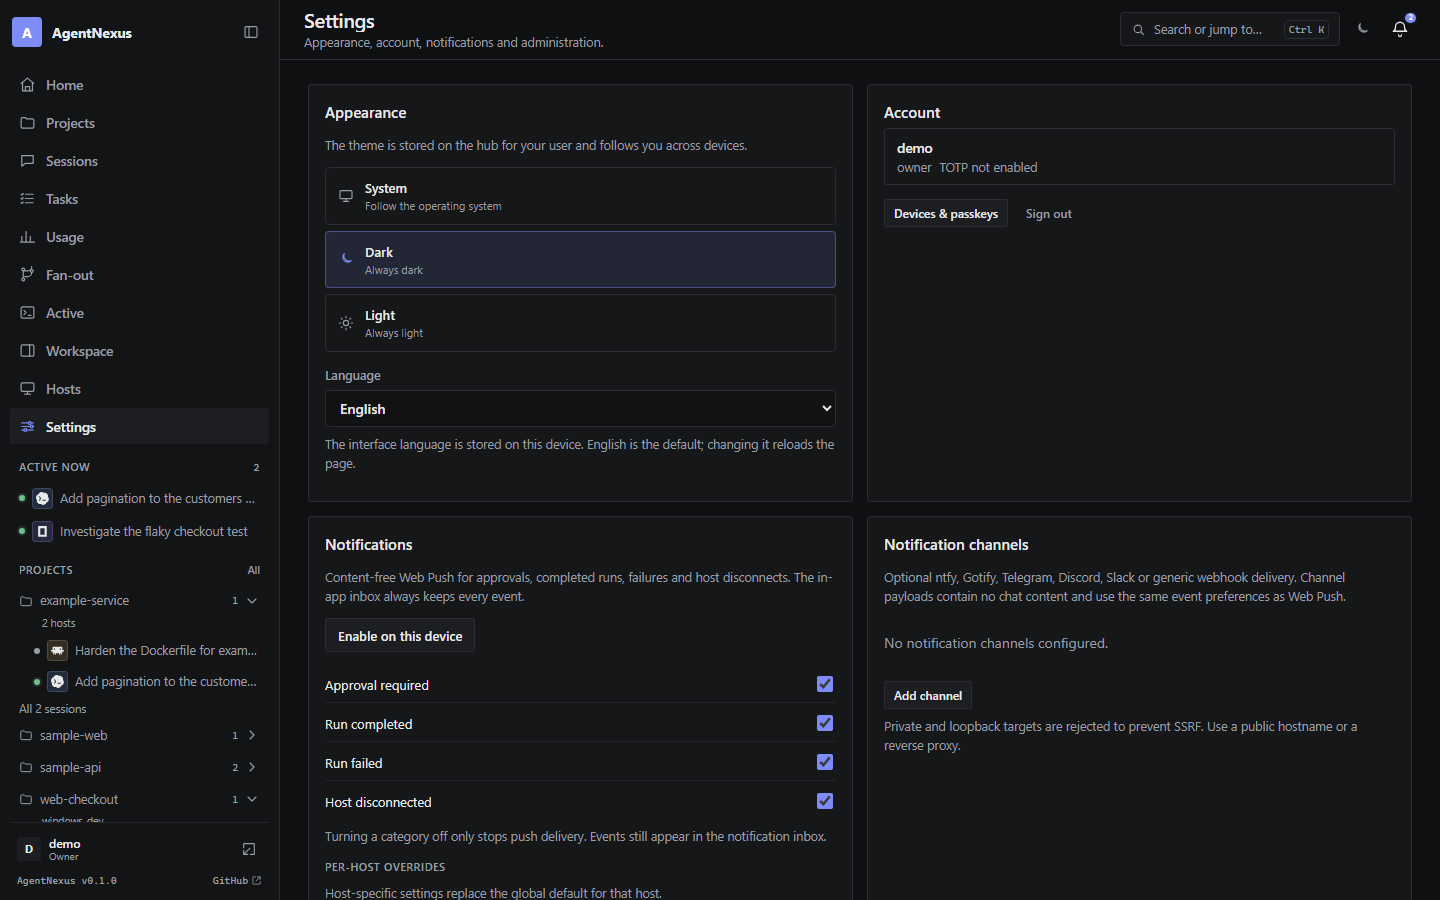 A AgentNexus
Home
Projects
Sessions
Tasks
Usage
Fan-out
Active
Workspace
Hosts
Settings
ACTIVE NOW 2
Add pagination to the customers ...
Investigate the flaky checkout test
PROJECTS All
example-service 1
2 hosts
Harden the Dockerfile for exam...
Add pagination to the custome...
All 2 sessions
sample-web 1
sample-api 2
web-checkout 1
windows-dev
D demo
Owner
AgentNexus v0.1.0 GitHub
Settings
Appearance, account, notifications and administration.
Search or jump to... Ctrl K
2
Appearance
The theme is stored on the hub for your user and follows you across devices.
System
Follow the operating system
Dark
Always dark
Light
Always light
Language
English
The interface language is stored on this device. English is the default; changing it reloads the
page.
Account
demo
owner TOTP not enabled
Devices & passkeys Sign out
Notifications
Content-free Web Push for approvals, completed runs, failures and host disconnects. The in-
app inbox always keeps every event.
Enable on this device
Approval required
Run completed
Run failed
Host disconnected
Turning a category off only stops push delivery. Events still appear in the notification inbox.
PER-HOST OVERRIDES
Host-specific settings replace the global default for that host.
Notification channels
Optional ntfy, Gotify, Telegram, Discord, Slack or generic webhook delivery. Channel
payloads contain no chat content and use the same event preferences as Web Push.
No notification channels configured.
Add channel
Private and loopback targets are rejected to prevent SSRF. Use a public hostname or a
reverse proxy.